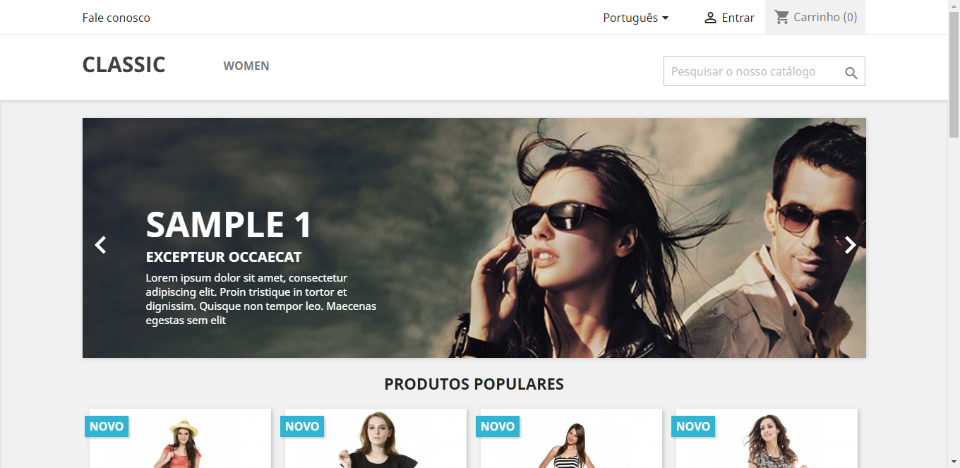 Fale conosco
Português
Entrar
Carrinho (0)
CLASSIC
WOMEN
Pesquisar o nosso catálogo
SAMPLE 1
EXCEPTEUR OCCAECAT
Lorem ipsum dolor sit amet, consectetur
adipiscing elit. Proin tristique in tortor et
dignissim. Quisque non tempor leo. Maecenas
egestas sem elit
PRODUTOS POPULARES
NOVO
NOVO
NOVO
NOVO